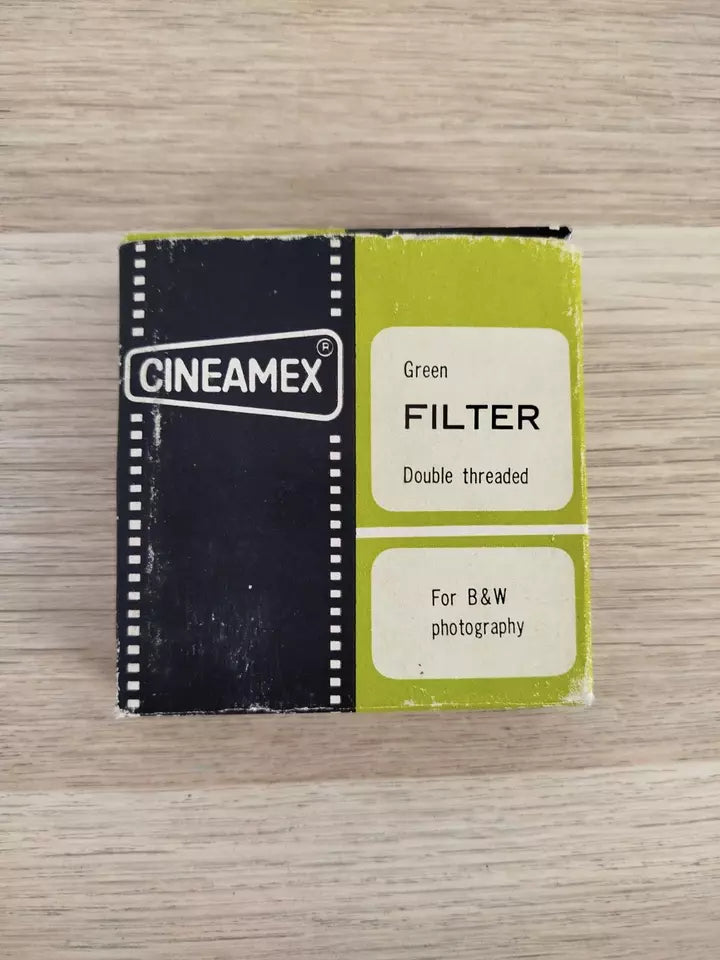 CINEAMEX®
Green
FILTER
Double threaded
For B&W
photography